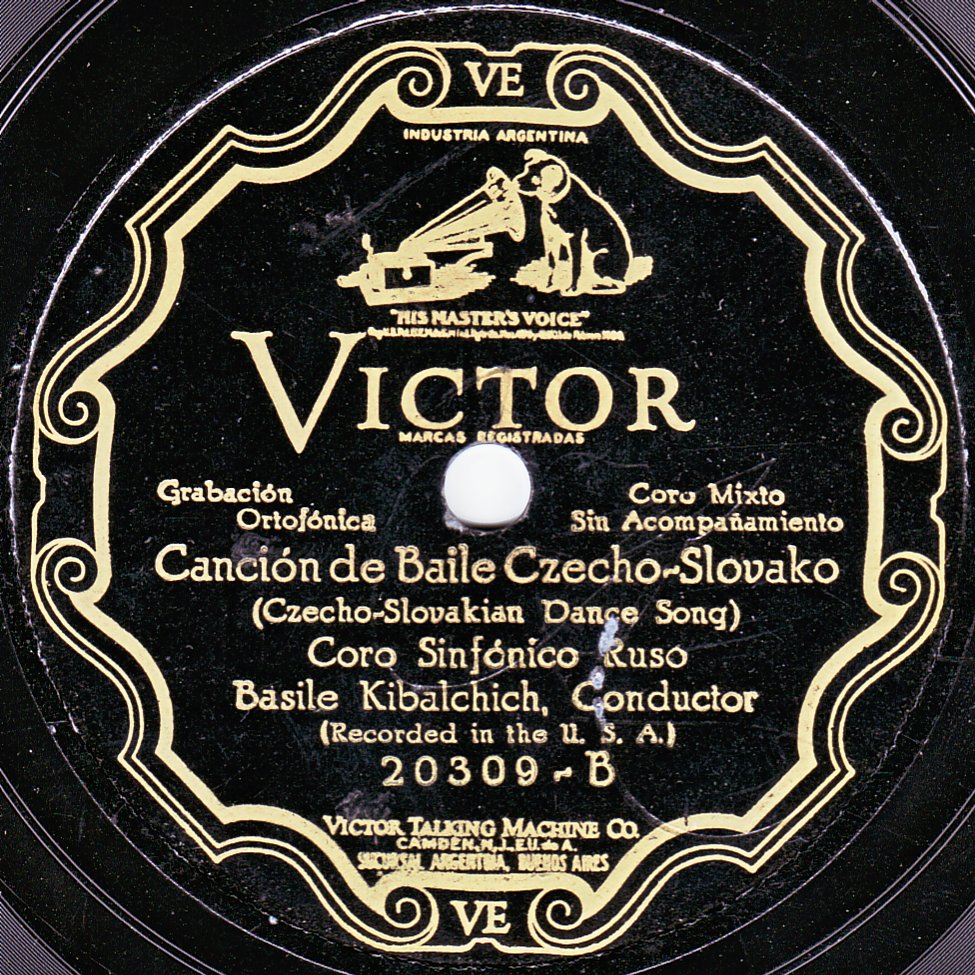 VE
INDUSTRIA ARGENTINA
"HIS MASTER'S VOICE"
VICTOR
MARCAS REGISTRADAS
Grabación
Ortofónica
Coro Mixto
Sin Acompañamiento
Canción de Baile Czecho-Slovako
(Czecho-Slovakian Dance Song)
Coro Sinfónico Ruso
Basile Kibalchich, Conductor
(Recorded in the U. S. A.)
20309-B
VICTOR TALKING MACHINE CO.
CAMDEN, N. J., E.U. de A.
SUCURSAL ARGENTINA, BUENOS AIRES
VE